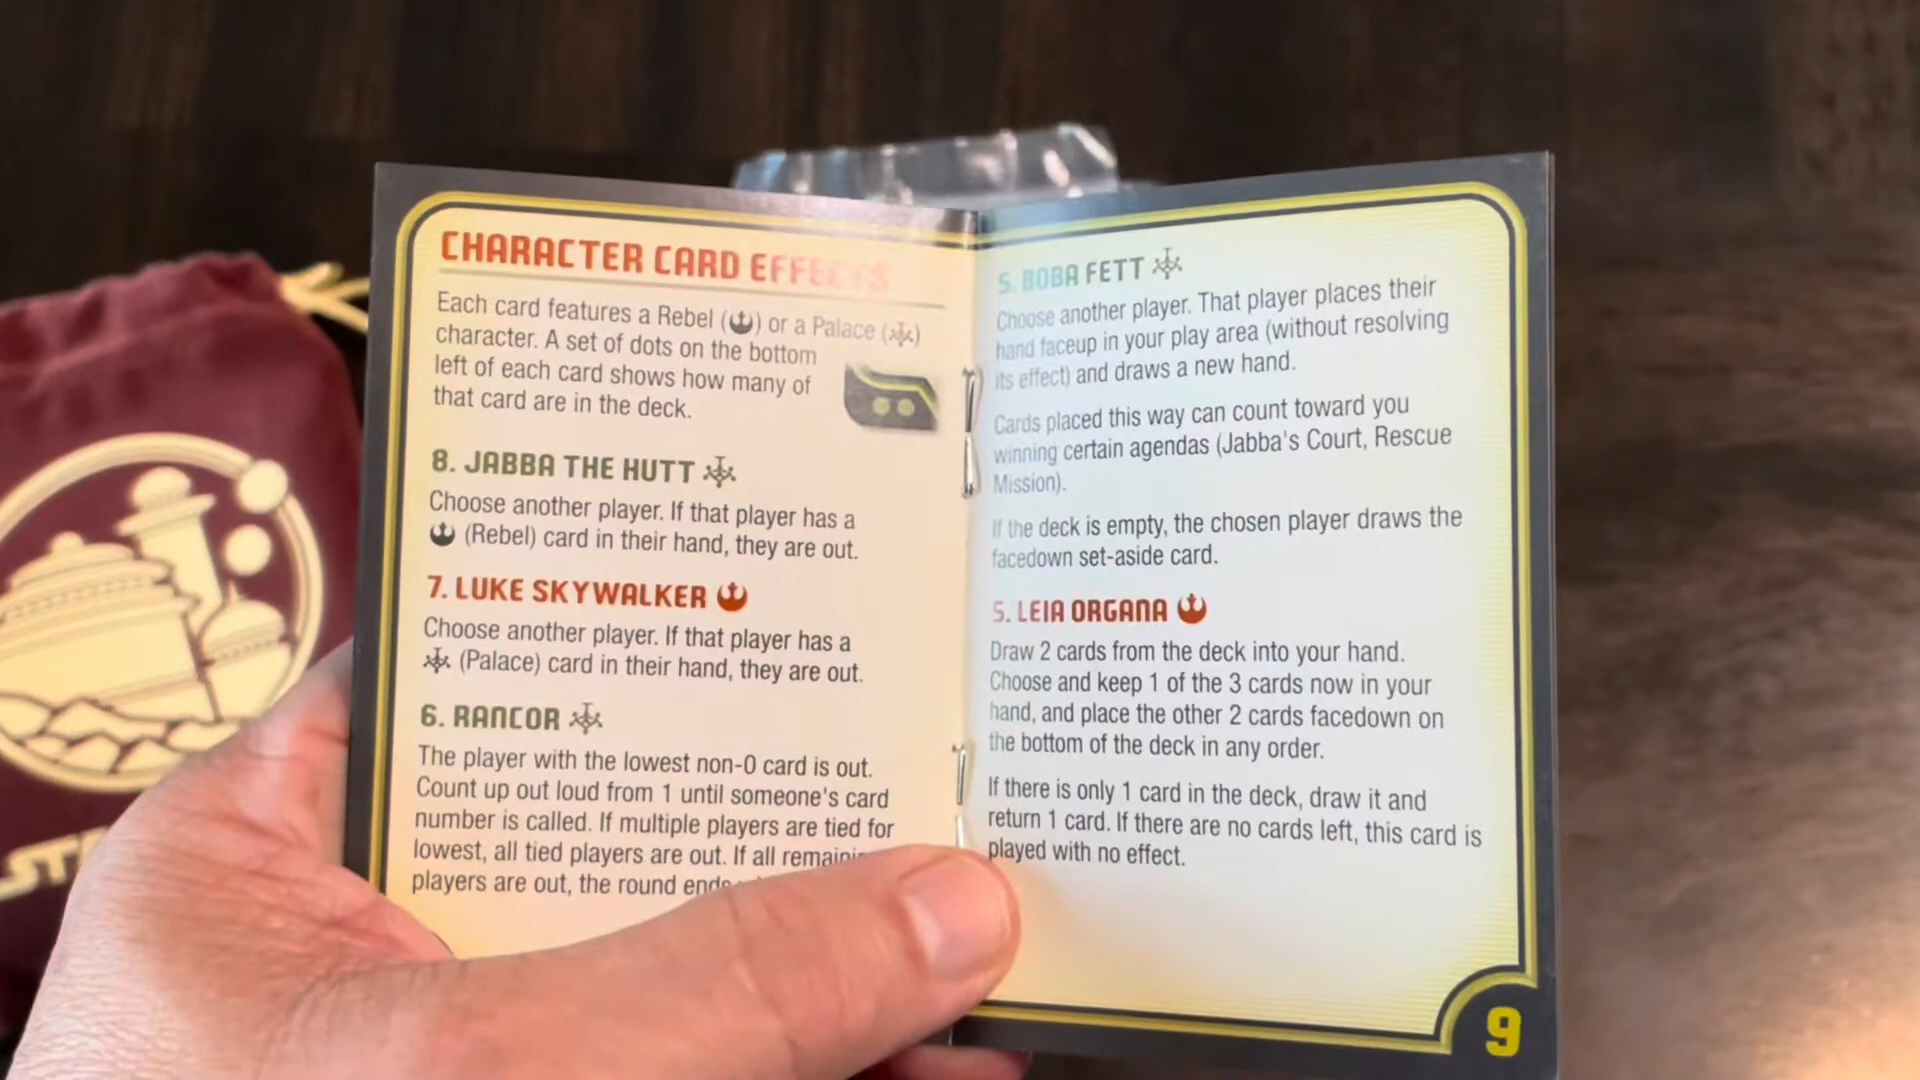 CHARACTER CARD EFFECTS
Each card features a Rebel ( ) or a Palace ( )
character. A set of dots on the bottom
left of each card shows how many of
that card are in the deck.
8. JABBA THE HUTT
Choose another player. If that player has a
(Rebel) card in their hand, they are out.
7. LUKE SKYWALKER
Choose another player. If that player has a
(Palace) card in their hand, they are out.
6. RANCOR
The player with the lowest non-0 card is out.
Count up out loud from 1 until someone's card
number is called. If multiple players are tied for
lowest, all tied players are out. If all
players are out, the round
5. BOBA FETT
Choose another player. That player places their
hand faceup in your play area (without resolving
its effect) and draws a new hand.
Cards placed this way can count toward you
winning certain agendas (Jabba's Court, Rescue
Mission).
If the deck is empty, the chosen player draws the
facedown set-aside card.
5. LEIA ORGANA
Draw 2 cards from the deck into your hand.
Choose and keep 1 of the 3 cards now in your
hand, and place the other 2 cards facedown on
the bottom of the deck in any order.
If there is only 1 card in the deck, draw it and
return 1 card. If there are no cards left, this card is
played with no effect.
9